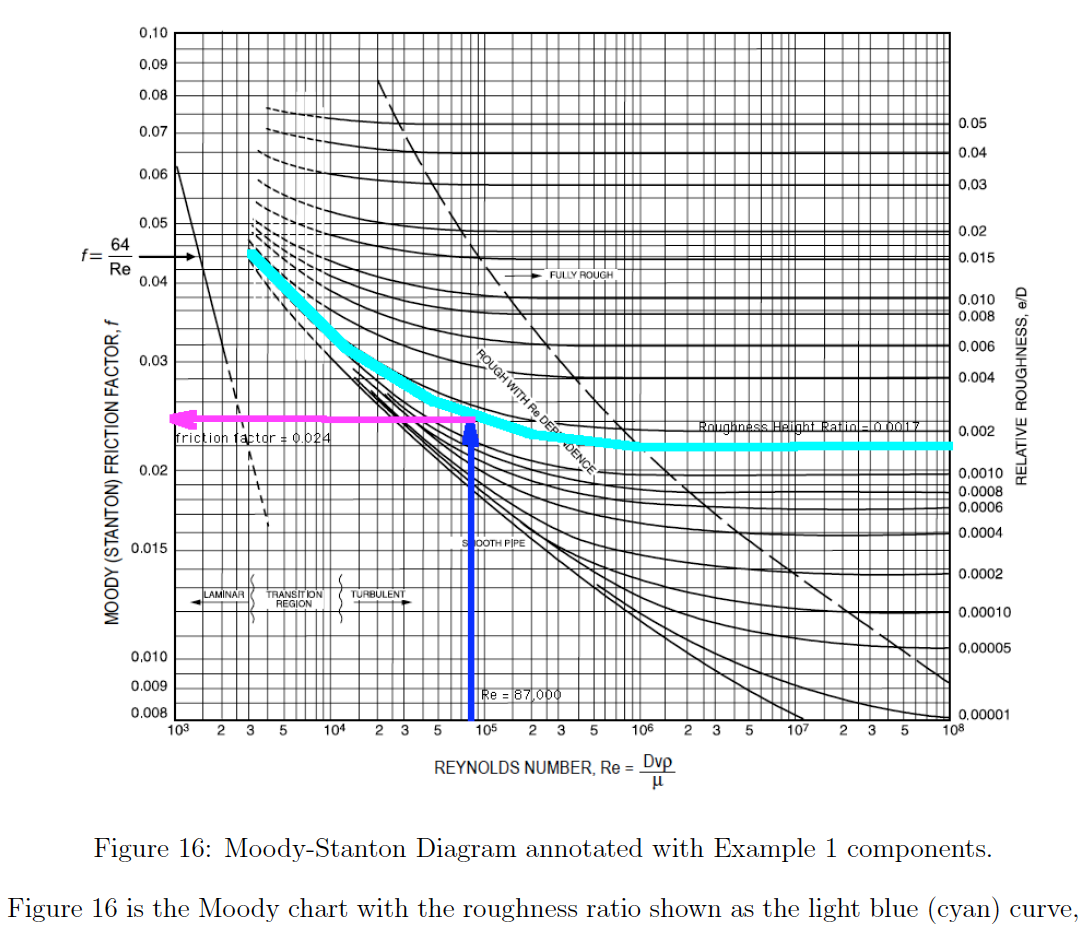 0.10
0.09
0.08
0.07
0.06
0.05
0.04
0.03
0.02
0.015
0.010
0.009
0.008
f = 64
Re
MOODY (STANTON) FRICTION FACTOR, f
0.05
0.04
0.03
0.02
0.015
0.010
0.008
0.006
0.004
0.002
0.0010
0.0008
0.0006
0.0004
0.0002
0.00010
0.00005
0.00001
RELATIVE ROUGHNESS, e/D
FULLY ROUGH
ROUGH WITH Re DEPENDENCE
Roughness Height Ratio = 0.0017
friction factor = 0.024
SMOOTH PIPE
LAMINAR
TRANSITION
REGION
TURBULENT
Re = 87,000
10³ 2 3 5 10⁴ 2 3 5 10⁵ 2 3 5 10⁶ 2 3 5 10⁷ 2 3 5 10⁸
REYNOLDS NUMBER, Re = Dvρ
μ
Figure 16: Moody-Stanton Diagram annotated with Example 1 components.
Figure 16 is the Moody chart with the roughness ratio shown as the light blue (cyan) curve,